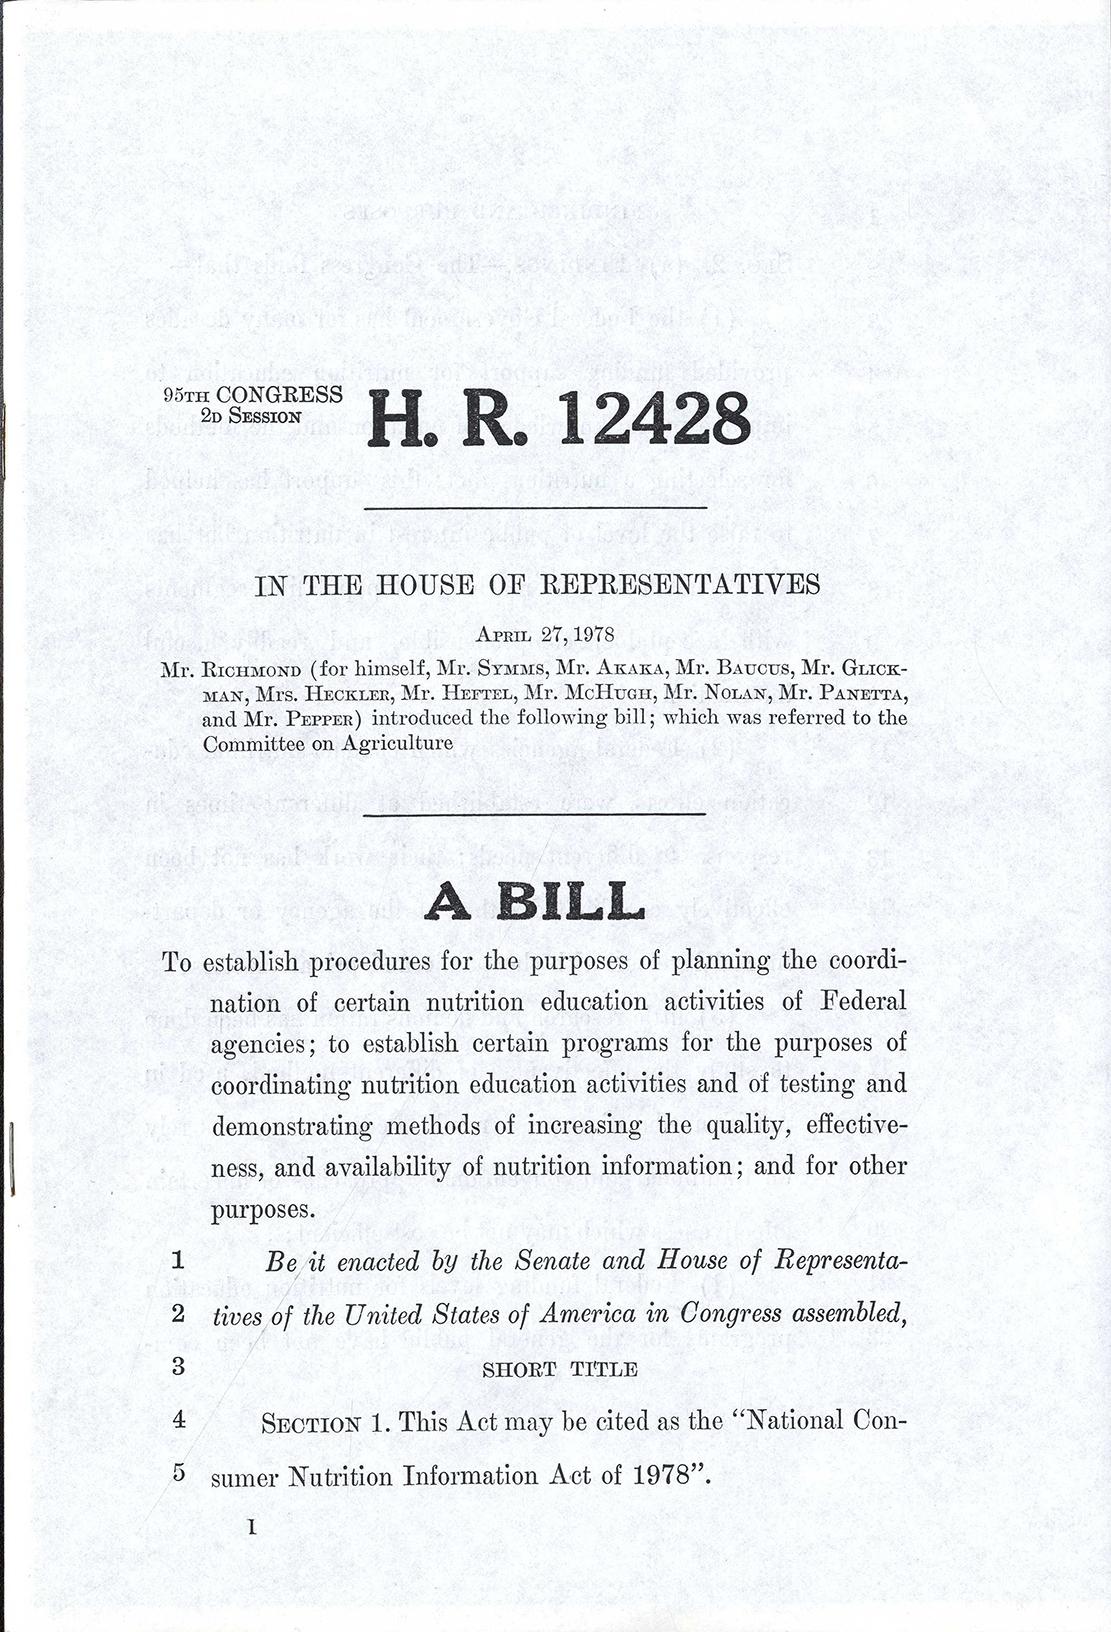 95TH CONGRESS
2D SESSION
H. R. 12428
IN THE HOUSE OF REPRESENTATIVES
APRIL 27, 1978
Mr. RICHMOND (for himself, Mr. SYMMS, Mr. AKAKA, Mr. BAUCUS, Mr. GLICK-
MAN, Mrs. HECKLER, Mr. HEFTEL, Mr. MCHUGH, Mr. NOLAN, Mr. PANETTA,
and Mr. PEPPER) introduced the following bill; which was referred to the
Committee on Agriculture
A BILL
To establish procedures for the purposes of planning the coordi-
nation of certain nutrition education activities of Federal
agencies; to establish certain programs for the purposes of
coordinating nutrition education activities and of testing and
demonstrating methods of increasing the quality, effective-
ness, and availability of nutrition information; and for other
purposes.
1 Be it enacted by the Senate and House of Representa-
2 tives of the United States of America in Congress assembled,
3 SHORT TITLE
4 SECTION 1. This Act may be cited as the “National Con-
5 sumer Nutrition Information Act of 1978”.
I